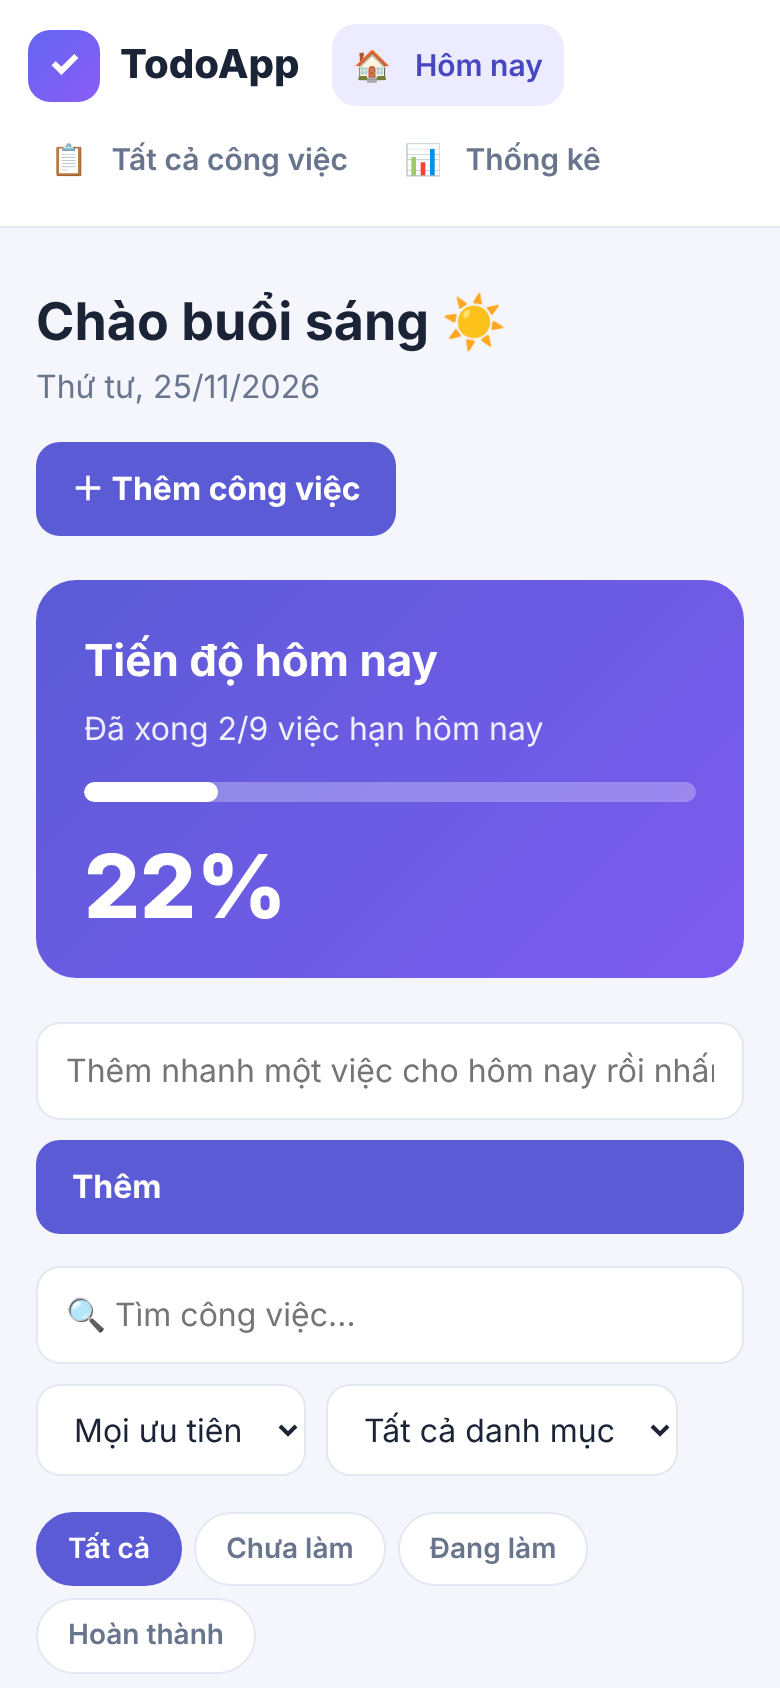 TodoApp
🏠 Hôm nay
📋 Tất cả công việc
📊 Thống kê
Chào buổi sáng ☀️
Thứ tư, 25/11/2026
+ Thêm công việc
Tiến độ hôm nay
Đã xong 2/9 việc hạn hôm nay
22%
Thêm nhanh một việc cho hôm nay rồi
Thêm
🔍 Tìm công việc...
Mọi ưu tiên
Tất cả danh mục
Tất cả
Chưa làm
Đang làm
Hoàn thành